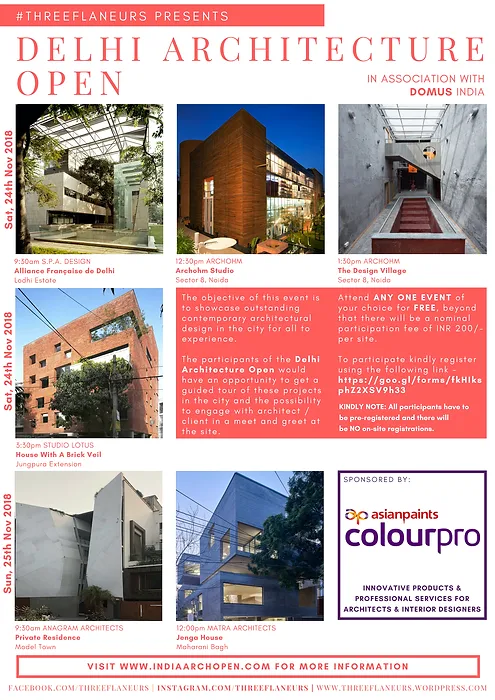 #THREEFLANEURS PRESENTS
DELHI ARCHITECTURE
OPEN
IN ASSOCIATION WITH
DOMUS INDIA
Sat, 24th Nov 2018
9:30am S.P.A. DESIGN
Alliance Française de Delhi
Lodhi Estate
12:30pm ARCHOHM
Archohm Studio
Sector 8, Noida
1:30pm ARCHOHM
The Design Village
Sector 8, Noida
Sat, 24th Nov 2018
3:30pm STUDIO LOTUS
House With A Brick Veil
Jungpura Extension
The objective of this event is
to showcase outstanding
contemporary architectural
design in the city for all to
experience.
The participants of the Delhi
Architecture Open would
have an opportunity to get a
guided tour of these projects
in the city and the possibility
to engage with architect /
client in a meet and greet at
the site.
Attend ANY ONE EVENT of
your choice for FREE, beyond
that there will be a nominal
participation fee of INR 200/-
per site.
To participate kindly register
using the following link -
https://goo.gl/forms/fkHiks
phZ2XSV9h33
KINDLY NOTE: All participants have to
be pre-registered and there will
be NO on-site registrations.
Sun, 25th Nov 2018
9:30am ANAGRAM ARCHITECTS
Private Residence
Model Town
12:00pm MATRA ARCHITECTS
Jenga House
Maharani Bagh
SPONSORED BY:
asianpaints
colourpro
INNOVATIVE PRODUCTS &
PROFESSIONAL SERVICES FOR
ARCHITECTS & INTERIOR DESIGNERS
VISIT WWW.INDIAARCHOPEN.COM FOR MORE INFORMATION
FACEBOOK.COM/THREEFLANEURS | INSTAGRAM.COM/THREEFLANEURS | WWW.THREEFLANEURS.WORDPRESS.COM